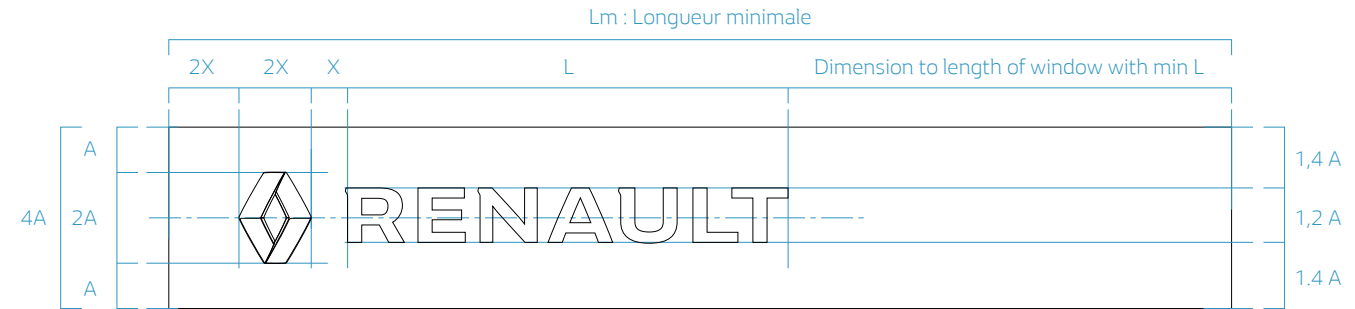 Lm : Longueur minimale
2X 2X X L Dimension to length of window with min L
A
1,4 A
4A 2A RENAULT 1,2 A
A
1.4 A